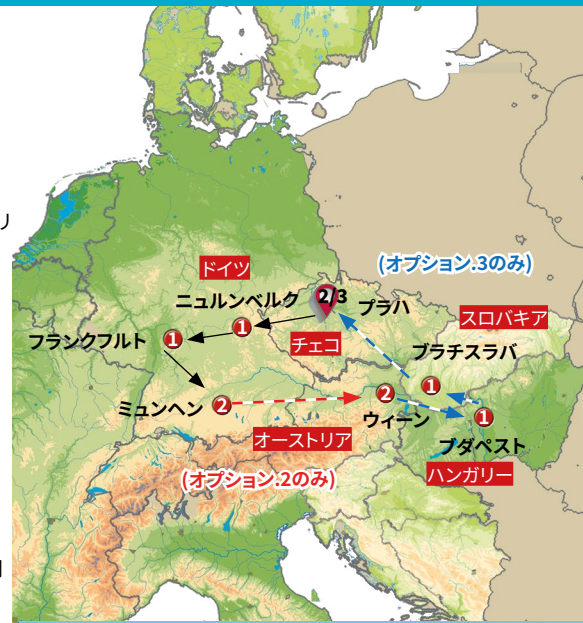 リ
ドイツ
(オプション.3のみ)
ニュルンベルク
2/3
プラハ
スロバキア
フランクフルト
1
1
チェコ
ブラチスラバ
1
ミュンヘン
2
2
ウィーン
1
オーストリア
ブダペスト
(オプション.2のみ)
ハンガリー